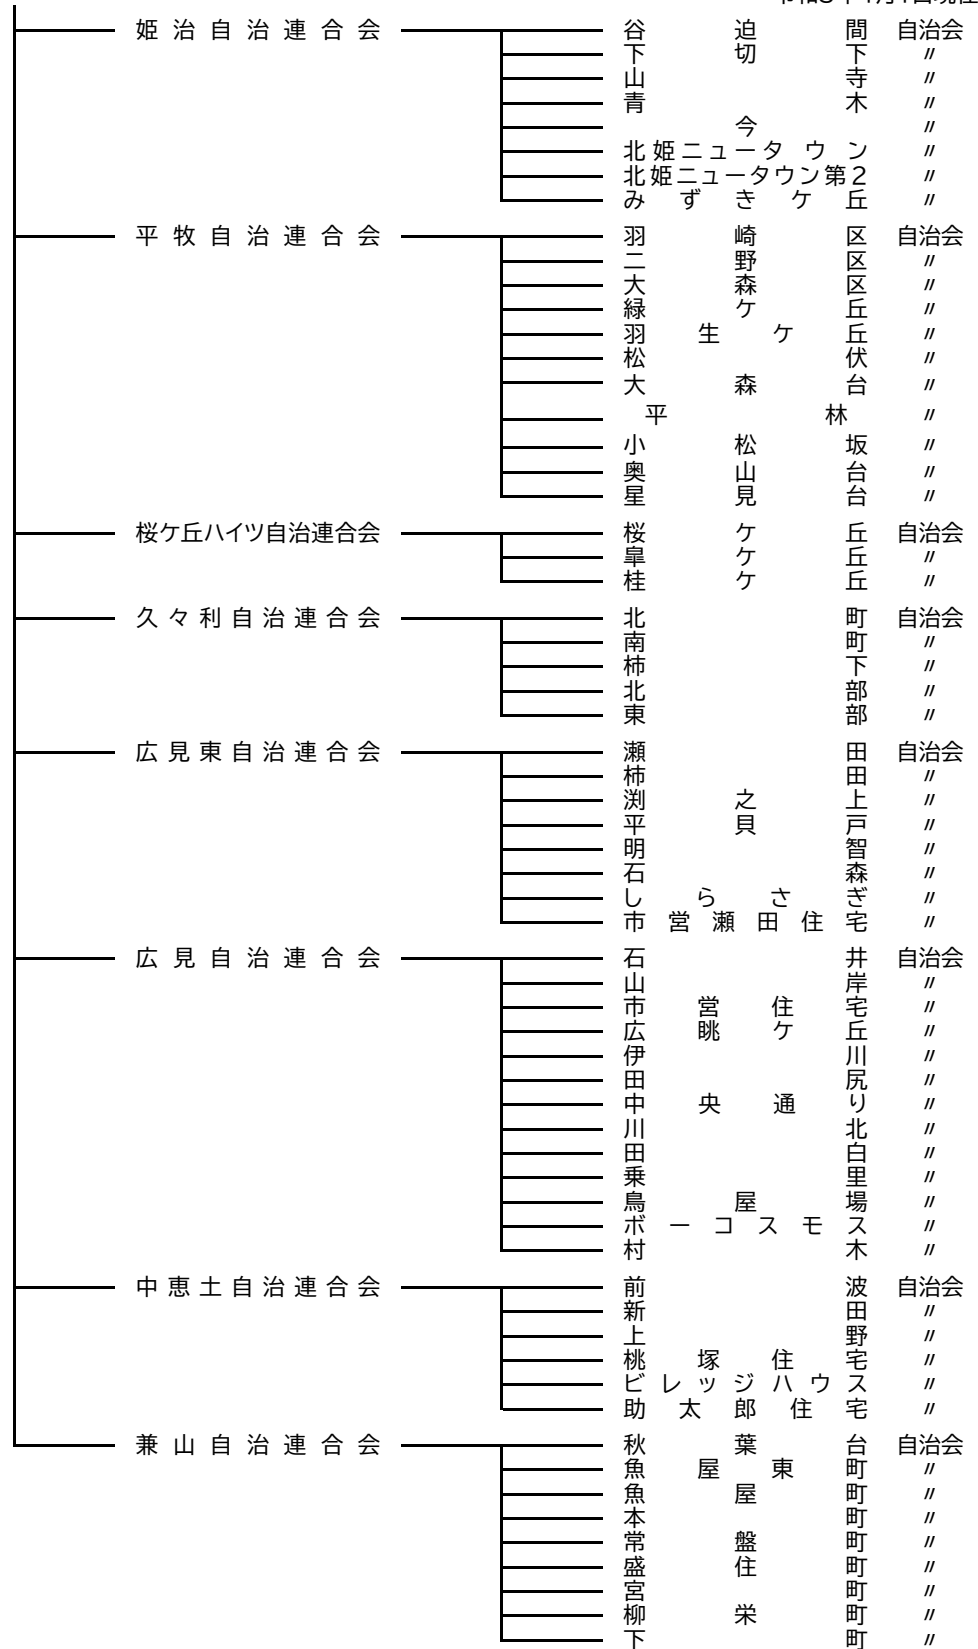 姫治自治連合会 谷迫間 自治会
下切下 〃
山寺 〃
青木 〃
今 〃
北姫ニュータウン 〃
北姫ニュータウン第2 〃
みずきケ丘 〃
平牧自治連合会 羽崎区 自治会
二野区 〃
大森区 〃
緑ケ丘 〃
羽生ケ丘 〃
松伏 〃
大森台 〃
平林 〃
小松坂 〃
奥山台 〃
星見台 〃
桜ケ丘ハイツ自治連合会 桜ケ丘 自治会
皐ケ丘 〃
桂ケ丘 〃
久々利自治連合会 北町 自治会
南町 〃
柿下 〃
北部 〃
東部 〃
広見東自治連合会 瀬田 自治会
柿田 〃
渕之上 〃
平貝戸 〃
明智 〃
石森 〃
しらさぎ 〃
市営瀬田住宅 〃
広見自治連合会 石井 自治会
山岸 〃
市営住宅 〃
広眺ケ丘 〃
伊川 〃
田尻 〃
中央通り 〃
川北 〃
田白 〃
乗里 〃
鳥屋場 〃
ボーコスモス 〃
村木 〃
中恵土自治連合会 前波 自治会
新田 〃
上野 〃
桃塚住宅 〃
ビレッジハウス 〃
助太郎住宅 〃
兼山自治連合会 秋葉台 自治会
魚屋東町 〃
魚屋町 〃
本町 〃
常盤町 〃
盛住町 〃
宮町 〃
柳栄町 〃
下町 〃